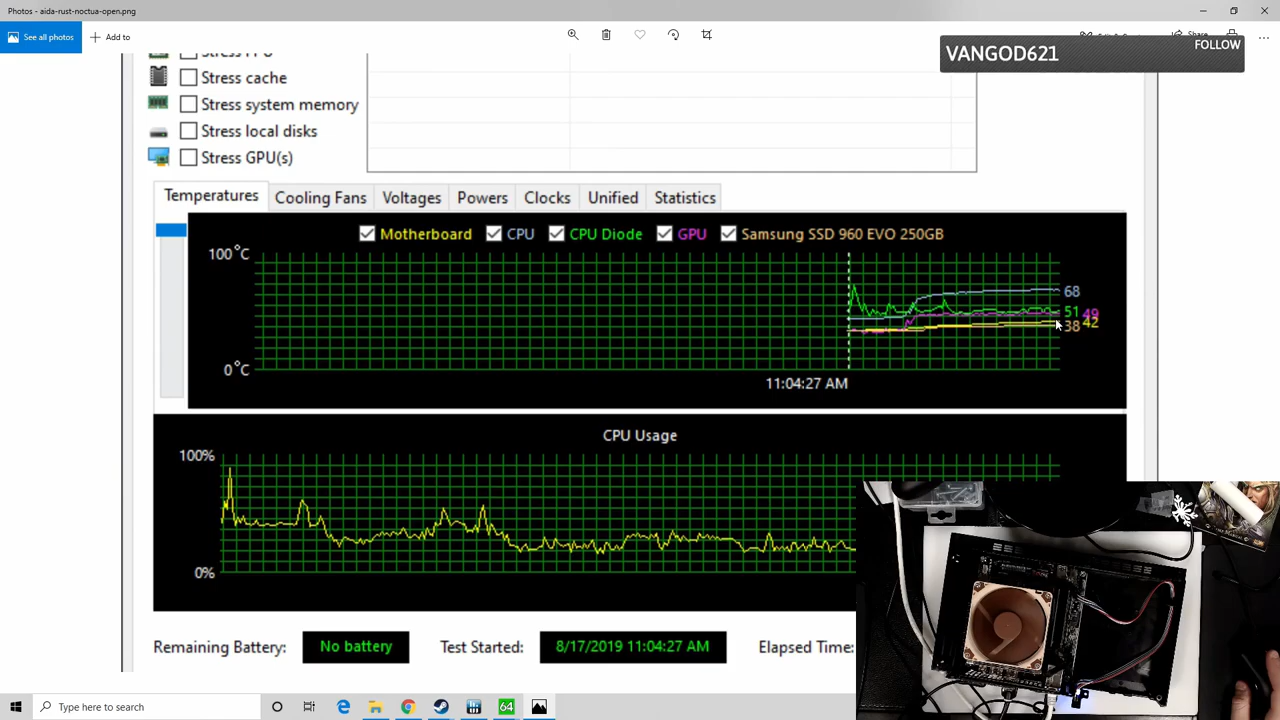 Photos - aida-rust-noctua-open.png
See all photos
Add to
Share
VANGOD621
FOLLOW
Stress FPU
Stress cache
Stress system memory
Stress local disks
Stress GPU(s)
Temperatures
Cooling Fans
Voltages
Powers
Clocks
Unified
Statistics
Motherboard
CPU
CPU Diode
GPU
Samsung SSD 960 EVO 250GB
100°C
68
51
49
38
42
0°C
11:04:27 AM
CPU Usage
100%
0%
Remaining Battery:
No battery
Test Started:
8/17/2019 11:04:27 AM
Elapsed Time:
Type here to search
64